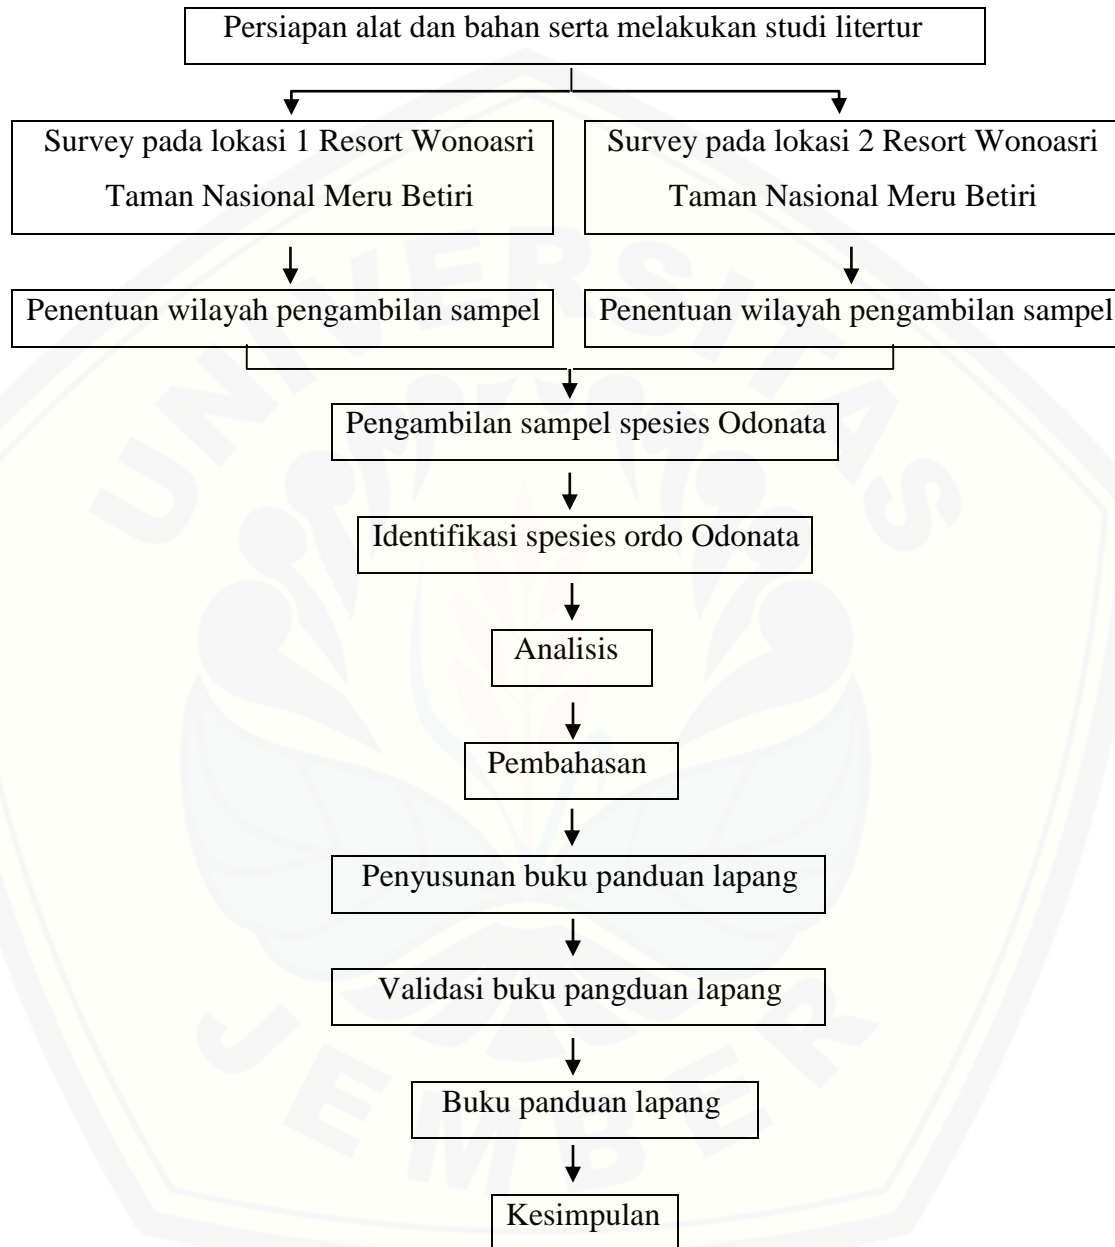 Persiapan alat dan bahan serta melakukan studi litertur
Survey pada lokasi 1 Resort Wonoasri
Taman Nasional Meru Betiri
Survey pada lokasi 2 Resort Wonoasri
Taman Nasional Meru Betiri
Penentuan wilayah pengambilan sampel
Penentuan wilayah pengambilan sampel
Pengambilan sampel spesies Odonata
Identifikasi spesies ordo Odonata
Analisis
Pembahasan
Penyusunan buku panduan lapang
Validasi buku pangduan lapang
Buku panduan lapang
Kesimpulan
UNIVERSITAS
JEMBER